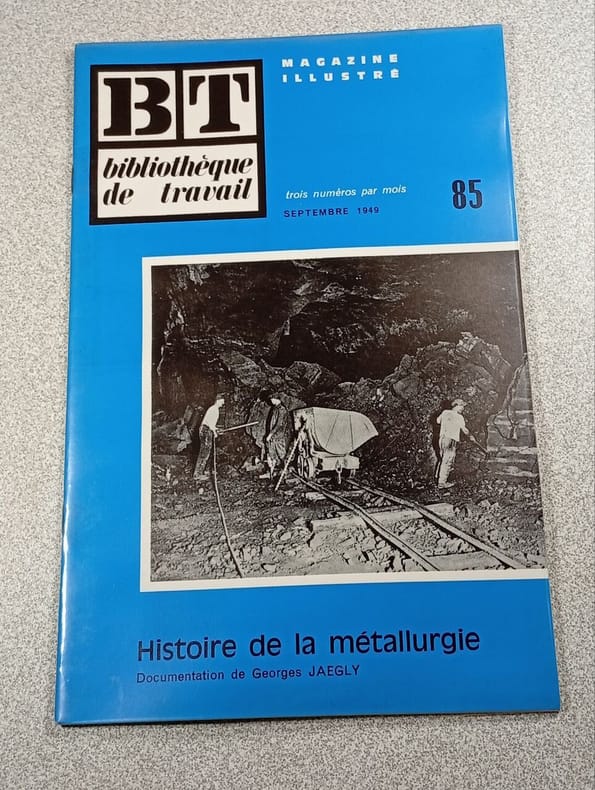 BT
MAGAZINE
ILLUSTRÉ
bibliothèque
de travail
trois numéros par mois
SEPTEMBRE 1949
85
Histoire de la métallurgie
Documentation de Georges JAEGLY